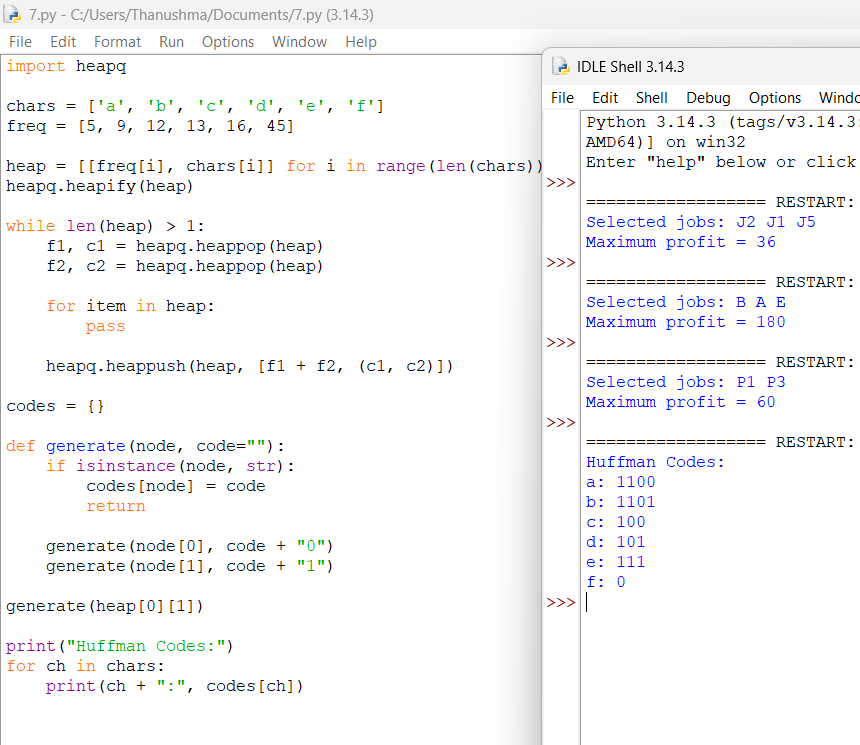 7.py - C:/Users/Thanushma/Documents/7.py (3.14.3)
File Edit Format Run Options Window Help
import heapq
chars = ['a', 'b', 'c', 'd', 'e', 'f']
freq = [5, 9, 12, 13, 16, 45]
heap = [[freq[i], chars[i]] for i in range(len(chars))
heapq.heapify(heap)
while len(heap) > 1:
    f1, c1 = heapq.heappop(heap)
    f2, c2 = heapq.heappop(heap)
    for item in heap:
        pass
    heapq.heappush(heap, [f1 + f2, (c1, c2)])
codes = {}
def generate(node, code=""):
    if isinstance(node, str):
        codes[node] = code
        return
    generate(node[0], code + "0")
    generate(node[1], code + "1")
generate(heap[0][1])
print("Huffman Codes:")
for ch in chars:
    print(ch + ":", codes[ch])
IDLE Shell 3.14.3
File Edit Shell Debug Options Windo
Python 3.14.3 (tags/v3.14.3:
AMD64)] on win32
Enter "help" below or click
>>>
================== RESTART:
Selected jobs: J2 J1 J5
Maximum profit = 36
>>>
================== RESTART:
Selected jobs: B A E
Maximum profit = 180
>>>
================== RESTART:
Selected jobs: P1 P3
Maximum profit = 60
>>>
================== RESTART:
Huffman Codes:
a: 1100
b: 1101
c: 100
d: 101
e: 111
f: 0
>>>